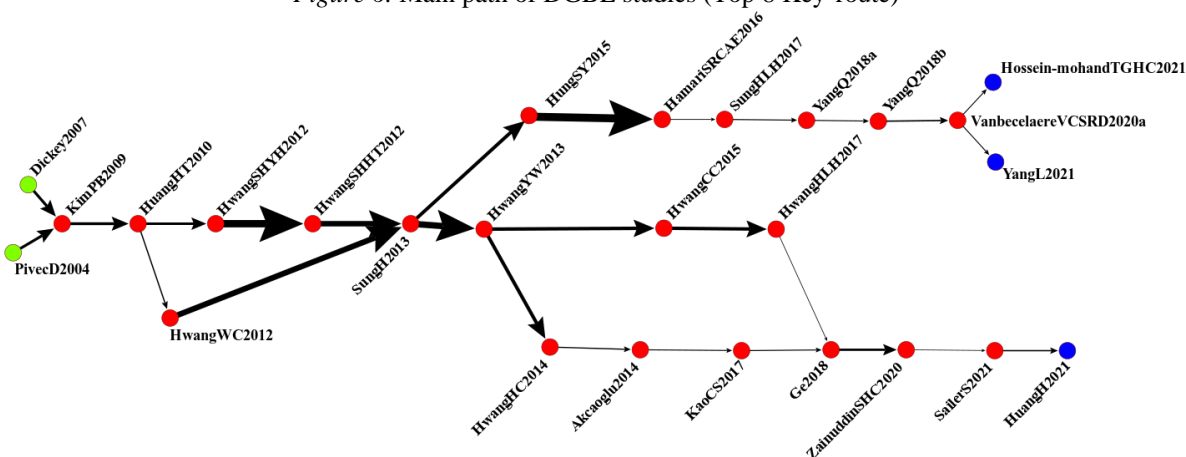 Figure 6. Main path of DGBL studies (Top 8 Key-route)
HungSY2015
HamariSRCAE2016
SungHLH2017
YangQ2018a
YangQ2018b
Hossein-mohandTGHC2021
VanbecelaereVCSRD2020a
YangL2021
Dickey2007
KimPB2009
HuangHT2010
HwangSHYH2012
HwangSHHT2012
SungH2013
HwangYW2013
HwangCC2015
HwangHLH2017
PivecD2004
HwangWC2012
HwangHC2014
Akcaoglu2014
KaoCS2017
Ge2018
ZainuddinSHC2020
SailerS2021
HuangH2021